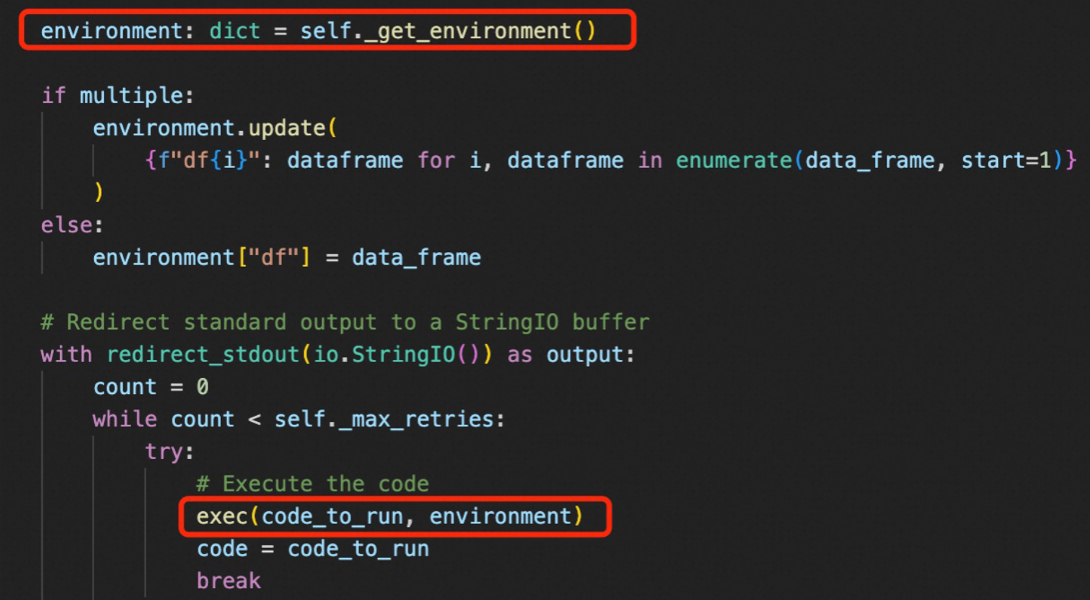 environment: dict = self._get_environment()
if multiple:
environment.update(
{f"df{i}": dataframe for i, dataframe in enumerate(data_frame, start=1)}
)
else:
environment["df"] = data_frame
# Redirect standard output to a StringIO buffer
with redirect_stdout(io.StringIO()) as output:
count = 0
while count < self._max_retries:
try:
# Execute the code
exec(code_to_run, environment)
code = code_to_run
break